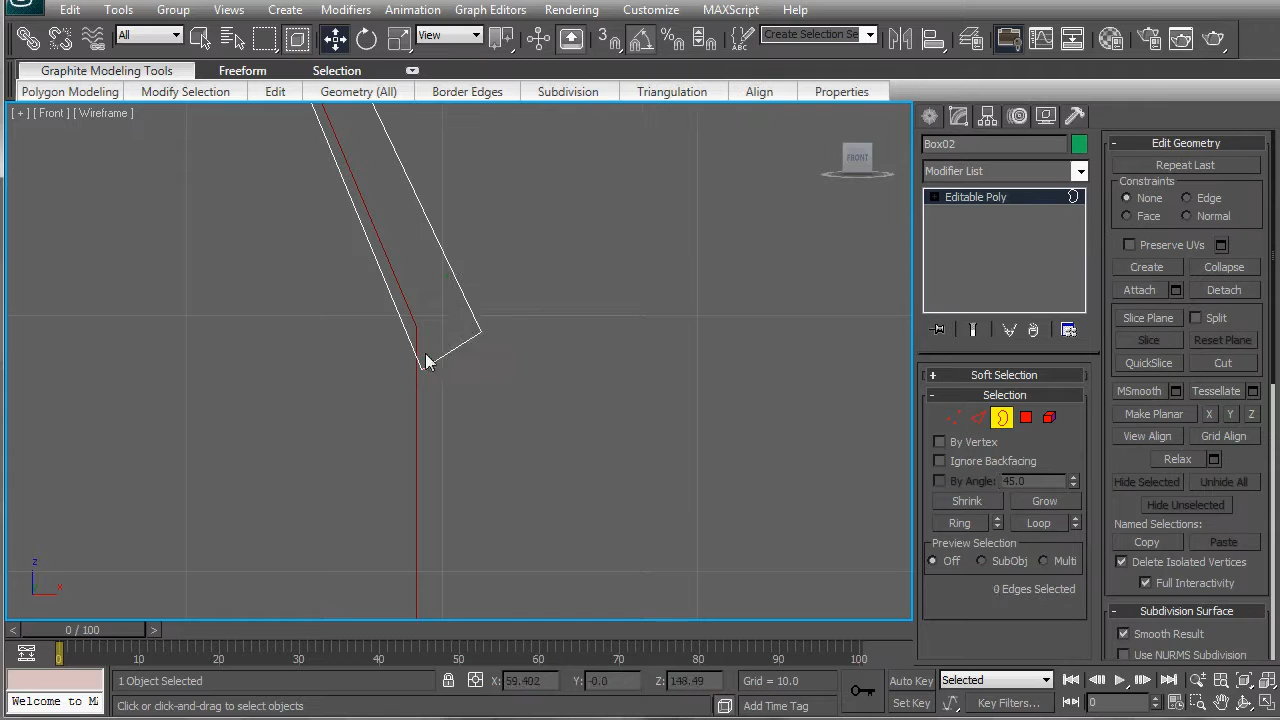 Edit Tools Group Views Create Modifiers Animation Graph Editors Rendering Customize MAXScript Help
All View 3 Create Selection Se
Graphite Modeling Tools Freeform Selection
Polygon Modeling Modify Selection Edit Geometry (All) Border Edges Subdivision Triangulation Align Properties
[ + ] [ Front ] [ Wireframe ]
FRONT
z
x
Box02
Modifier List
Editable Poly
Soft Selection
Selection
By Vertex
Ignore Backfacing
By Angle: 45.0
Shrink Grow
Ring Loop
Preview Selection
Off SubObj Multi
0 Edges Selected
Edit Geometry
Repeat Last
Constraints
None Edge
Face Normal
Preserve UVs
Create Collapse
Attach Detach
Slice Plane Split
Slice Reset Plane
QuickSlice Cut
MSmooth Tessellate
Make Planar X Y Z
View Align Grid Align
Relax
Hide Selected Unhide All
Hide Unselected
Named Selections:
Copy Paste
Delete Isolated Vertices
Full Interactivity
Subdivision Surface
Smooth Result
Use NURMS Subdivision
< 0 / 100 >
0 10 20 30 40 50 60 70 80 90 100
1 Object Selected X: 59.402 Y: -0.0 Z: 148.49 Grid = 10.0 Auto Key Selected
Welcome to M Click or click-and-drag to select objects Add Time Tag Set Key Key Filters... 0